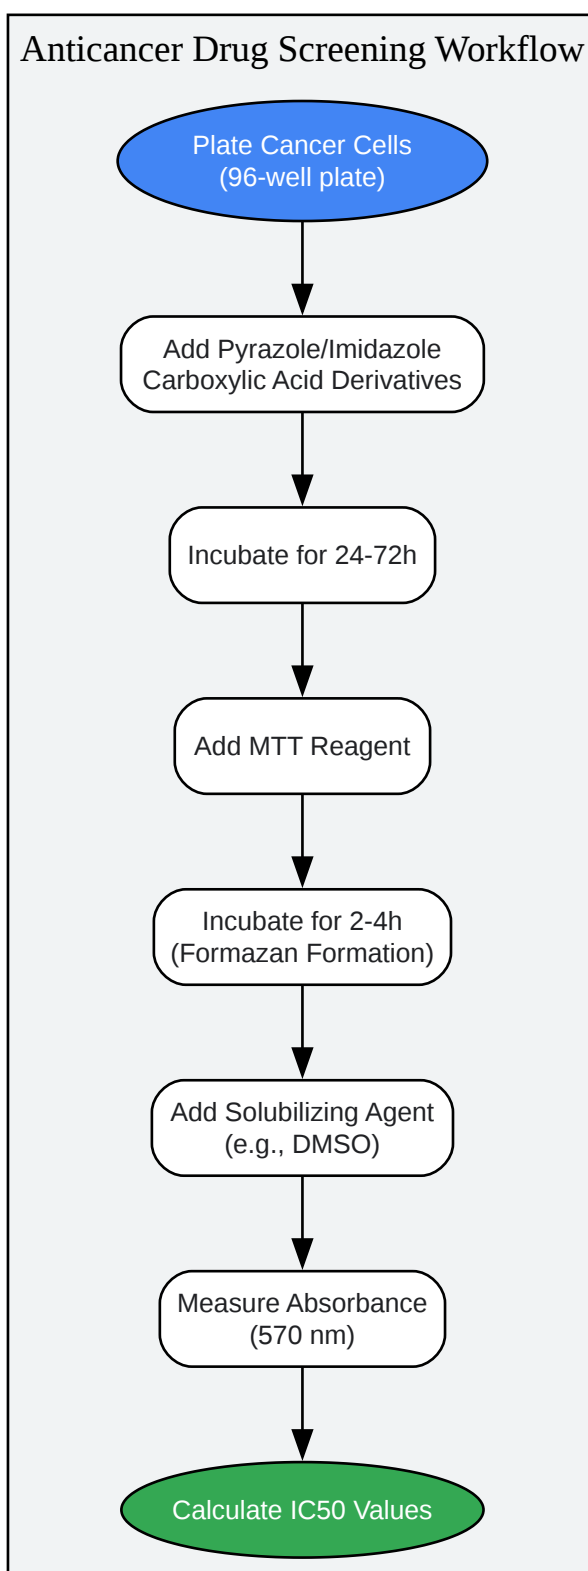 Anticancer Drug Screening Workflow
Plate Cancer Cells
(96-well plate)
Add Pyrazole/Imidazole
Carboxylic Acid Derivatives
Incubate for 24-72h
Add MTT Reagent
Incubate for 2-4h
(Formazan Formation)
Add Solubilizing Agent
(e.g., DMSO)
Measure Absorbance
(570 nm)
Calculate IC50 Values